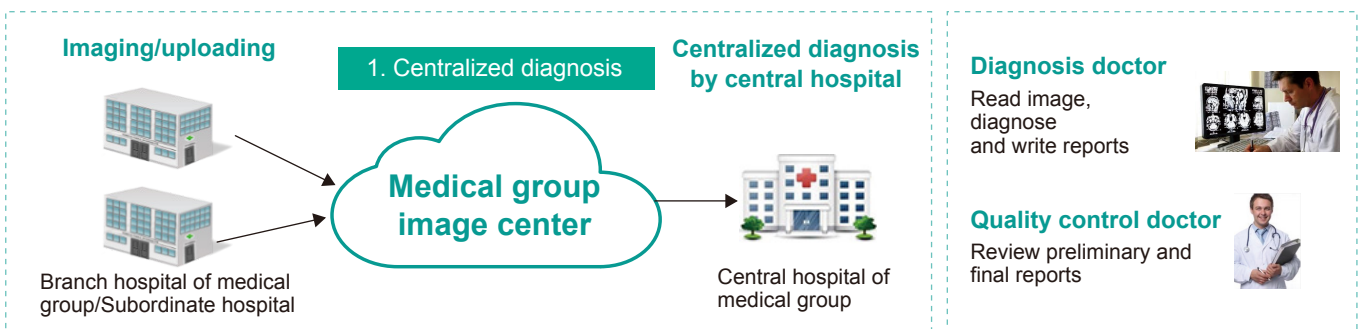 Imaging/uploading
1. Centralized diagnosis
Centralized diagnosis
by central hospital
Medical group
image center
Branch hospital of medical
group/Subordinate hospital
Central hospital of
medical group
Diagnosis doctor
Read image,
diagnose
and write reports
Quality control doctor
Review preliminary and
final reports